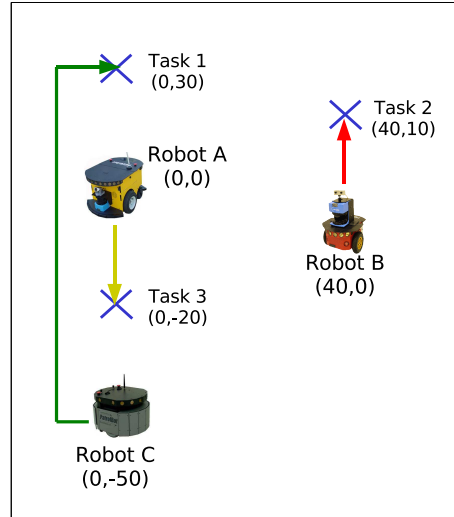 Task 1
(0,30)
Task 2
(40,10)
Robot A
(0,0)
Robot B
(40,0)
Task 3
(0,-20)
Robot C
(0,-50)